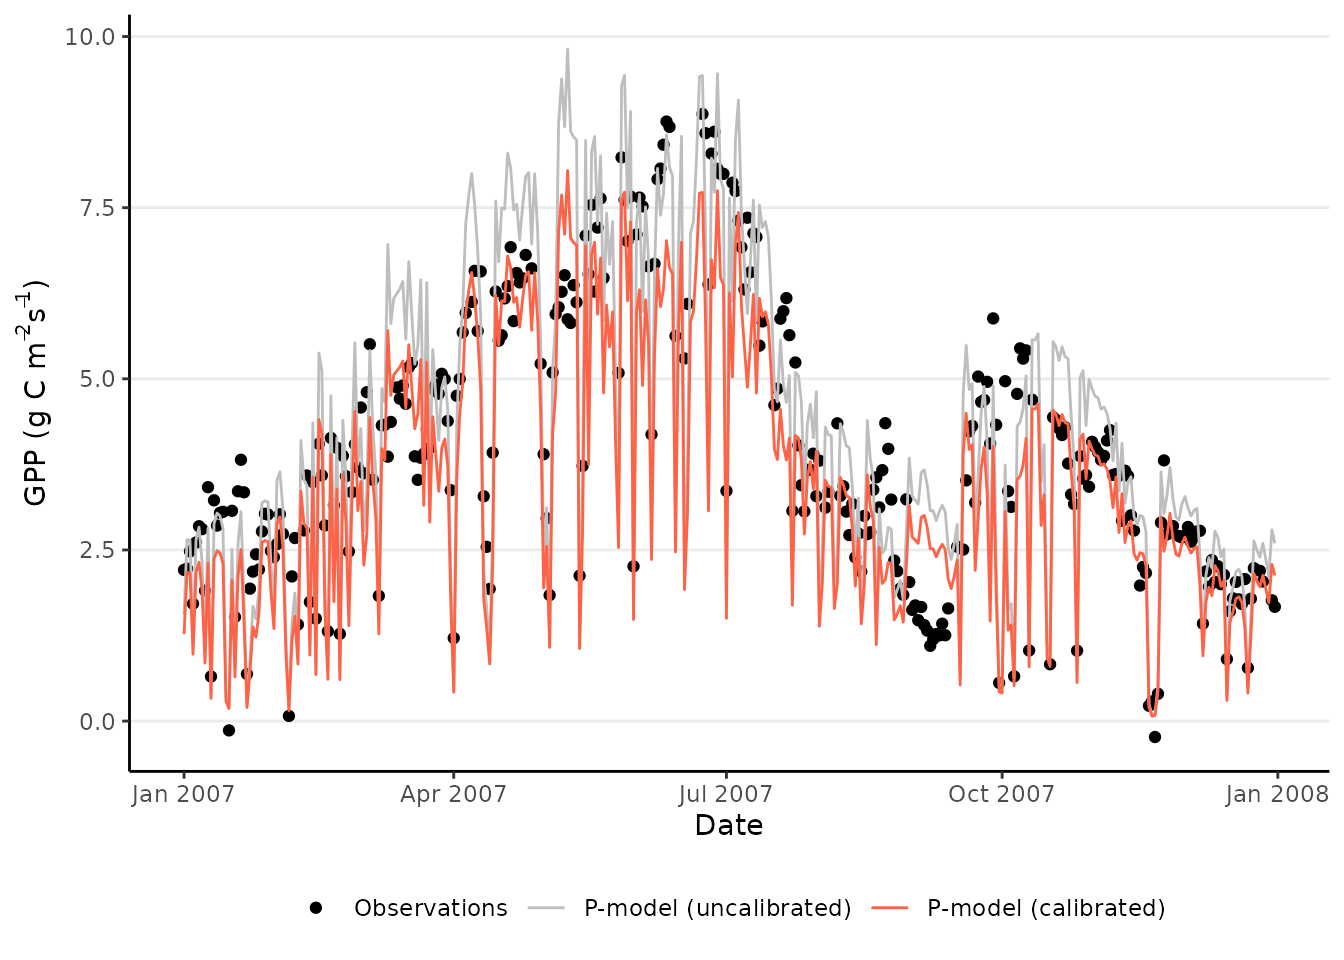 10.0
7.5
5.0
2.5
0.0
GPP (g C m⁻² s⁻¹)
Jan 2007 Apr 2007 Jul 2007 Oct 2007 Jan 2008
Date
Observations P-model (uncalibrated) P-model (calibrated)